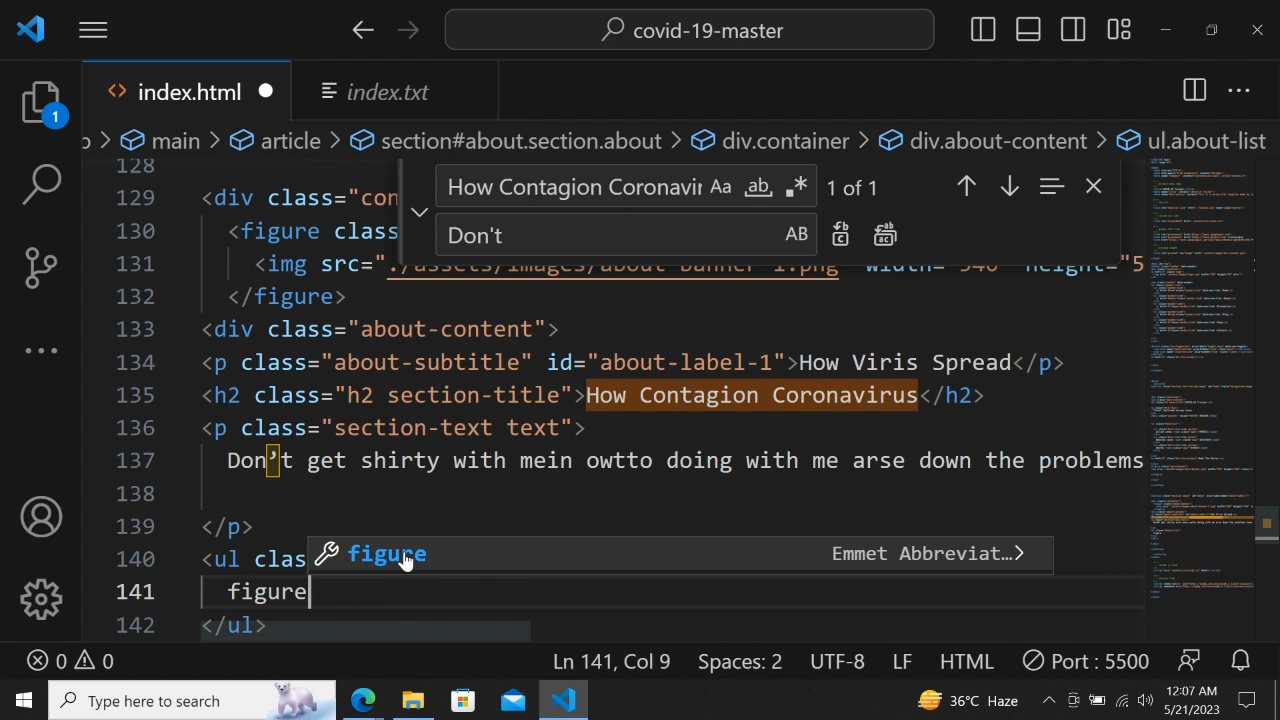 covid-19-master
index.html
index.txt
main > article > section#about.section.about > div.container > div.about-content > ul.about-list
How Contagion Coronavir Aa ab 1 of 1
Don't AB
128
129 <div class="con
130 <figure class
131 <img src="./assets/images/about-banner-1.png" width="940" height="5
132 </figure>
133 <div class="about-content">
134 <p class="about-subtitle" id="about-label-1">How Viiis Spread</p>
135 <h2 class="h2 section-title">How Contagion Coronavirus</h2>
136 <p class="section-title-text">
137 Don’t get shirty with mein owTo doing with me arse own the problems
138
139 </p>
140 <ul clas
figure Emmet Abbreviat…
141 figure
142 </ul>
1
0 0 Ln 141, Col 9 Spaces: 2 UTF-8 LF HTML Port : 5500
Type here to search 36°C Haze 12:07 AM
5/21/2023